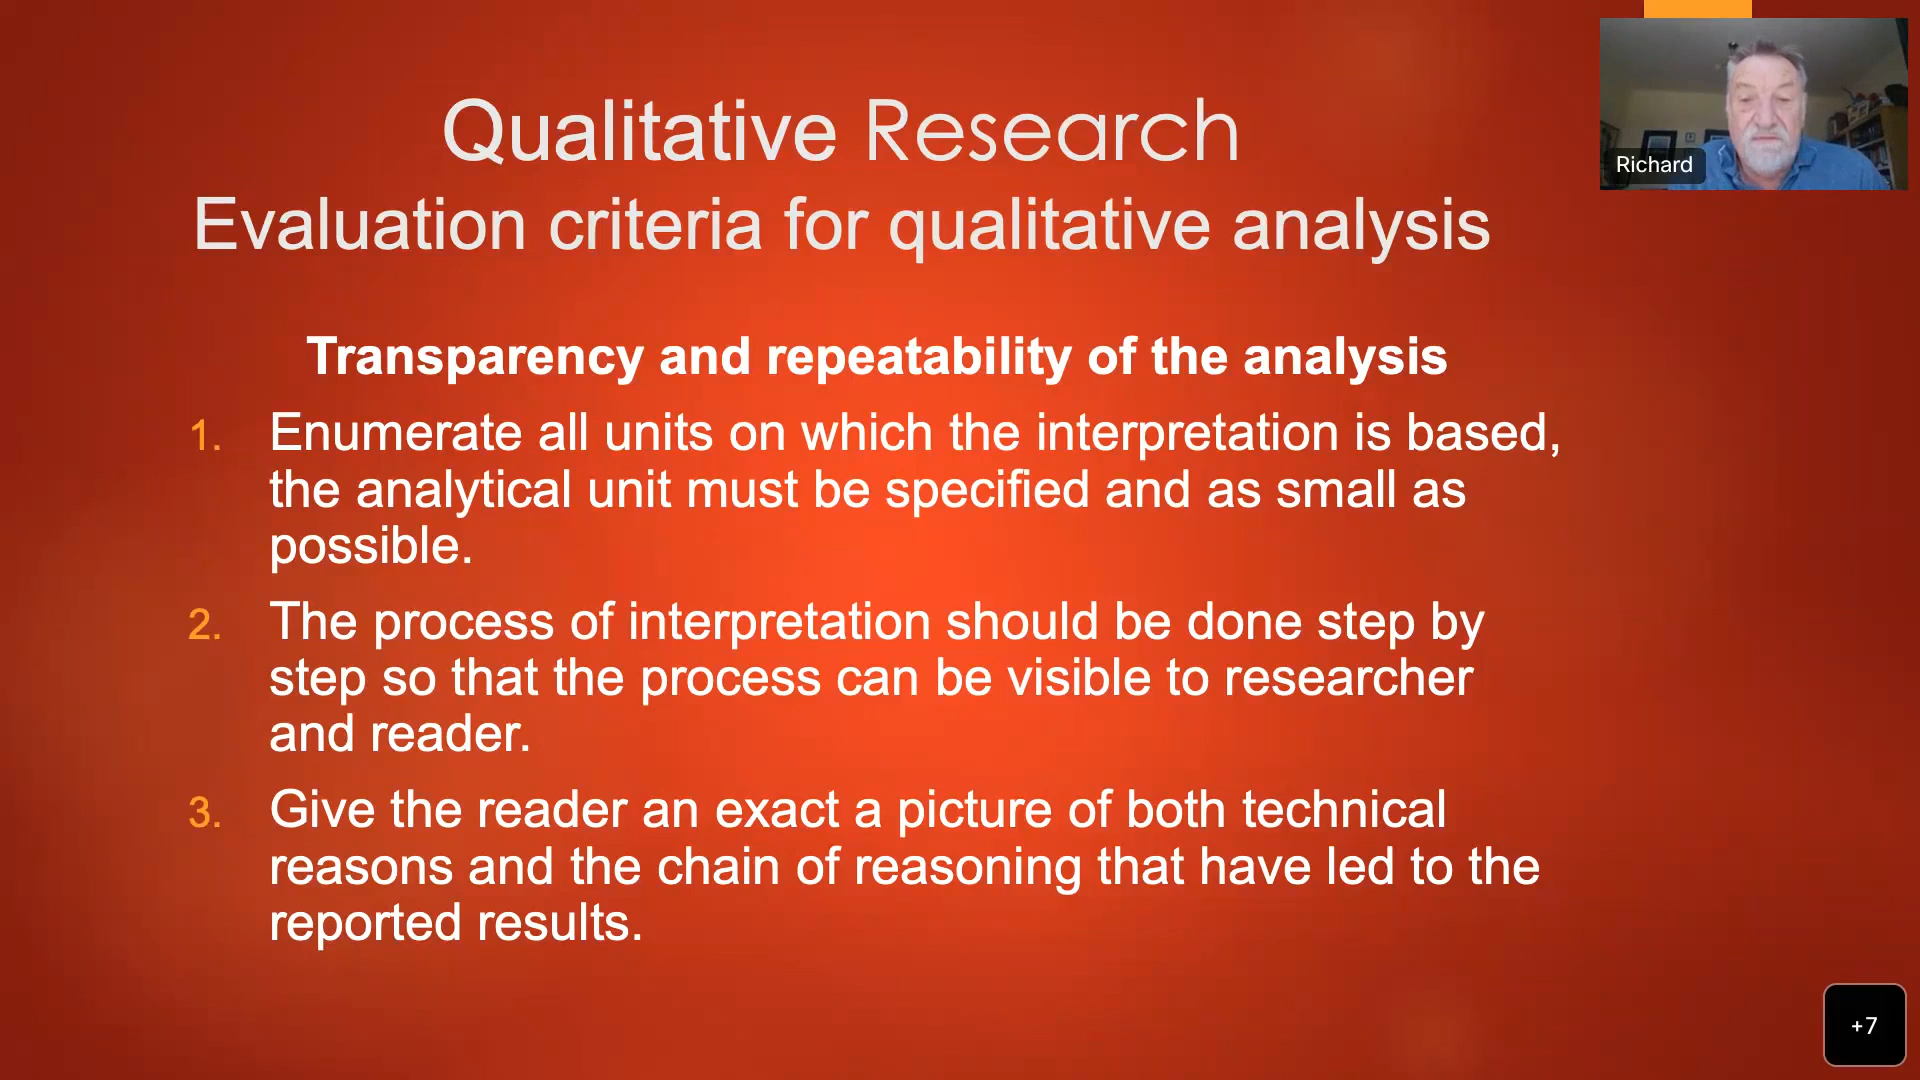 Qualitative Research
Evaluation criteria for qualitative analysis
Richard
Transparency and repeatability of the analysis
1. Enumerate all units on which the interpretation is based,
the analytical unit must be specified and as small as
possible.
2. The process of interpretation should be done step by
step so that the process can be visible to researcher
and reader.
3. Give the reader an exact a picture of both technical
reasons and the chain of reasoning that have led to the
reported results.
+7